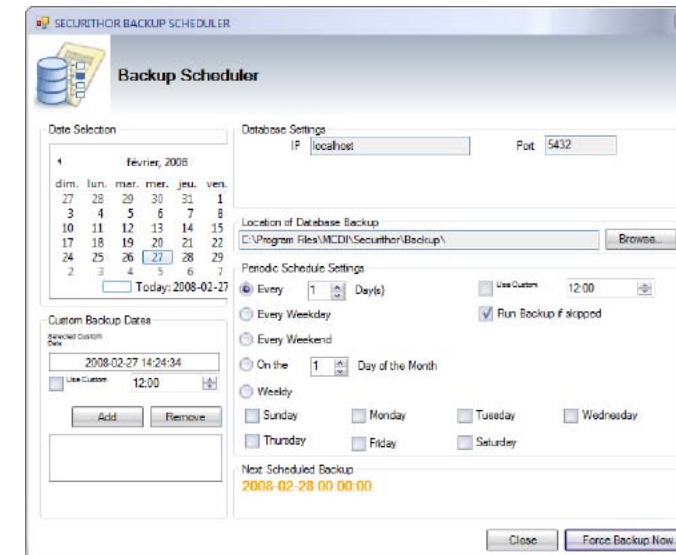 SECURITHOR BACKUP SCHEDULER
Backup Scheduler
Date Selection
février, 2008
dim. lun. mar. mer. jeu. ven.
27 28 29 30 31 1
3 4 5 6 7 8
10 11 12 13 14 15
17 18 19 20 21 22
24 25 26 27 28 29
2 3 4 5 6 7
Today: 2008-02-27
Custom Backup Dates
Selected Custom
Date
2008-02-27 14:24:34
Use Custom 12:00
Add Remove
Database Settings
IP localhost Port 5432
Location of Database Backup
C:\Program Files\MCDI\Securithor\Backup\ Browse...
Periodic Schedule Settings
Every 1 Day(s) Use Custom 12:00
Every Weekday Run Backup if skipped
Every Weekend
On the 1 Day of the Month
Weekly
Sunday Monday Tuesday Wednesday
Thursday Friday Saturday
Next Scheduled Backup
2008-02-28 00:00:00
Close Force Backup Now